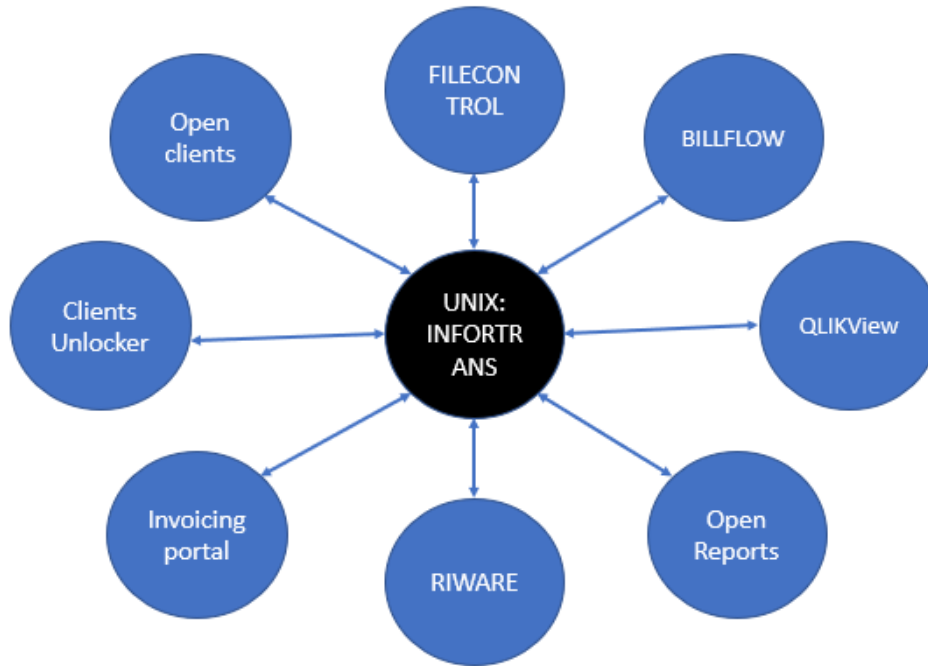 FILECON
TROL
Open
clients
BILLFLOW
UNIX:
INFORTR
ANS
Clients
Unlocker
QLIKView
Invoicing
portal
Open
Reports
RIWARE